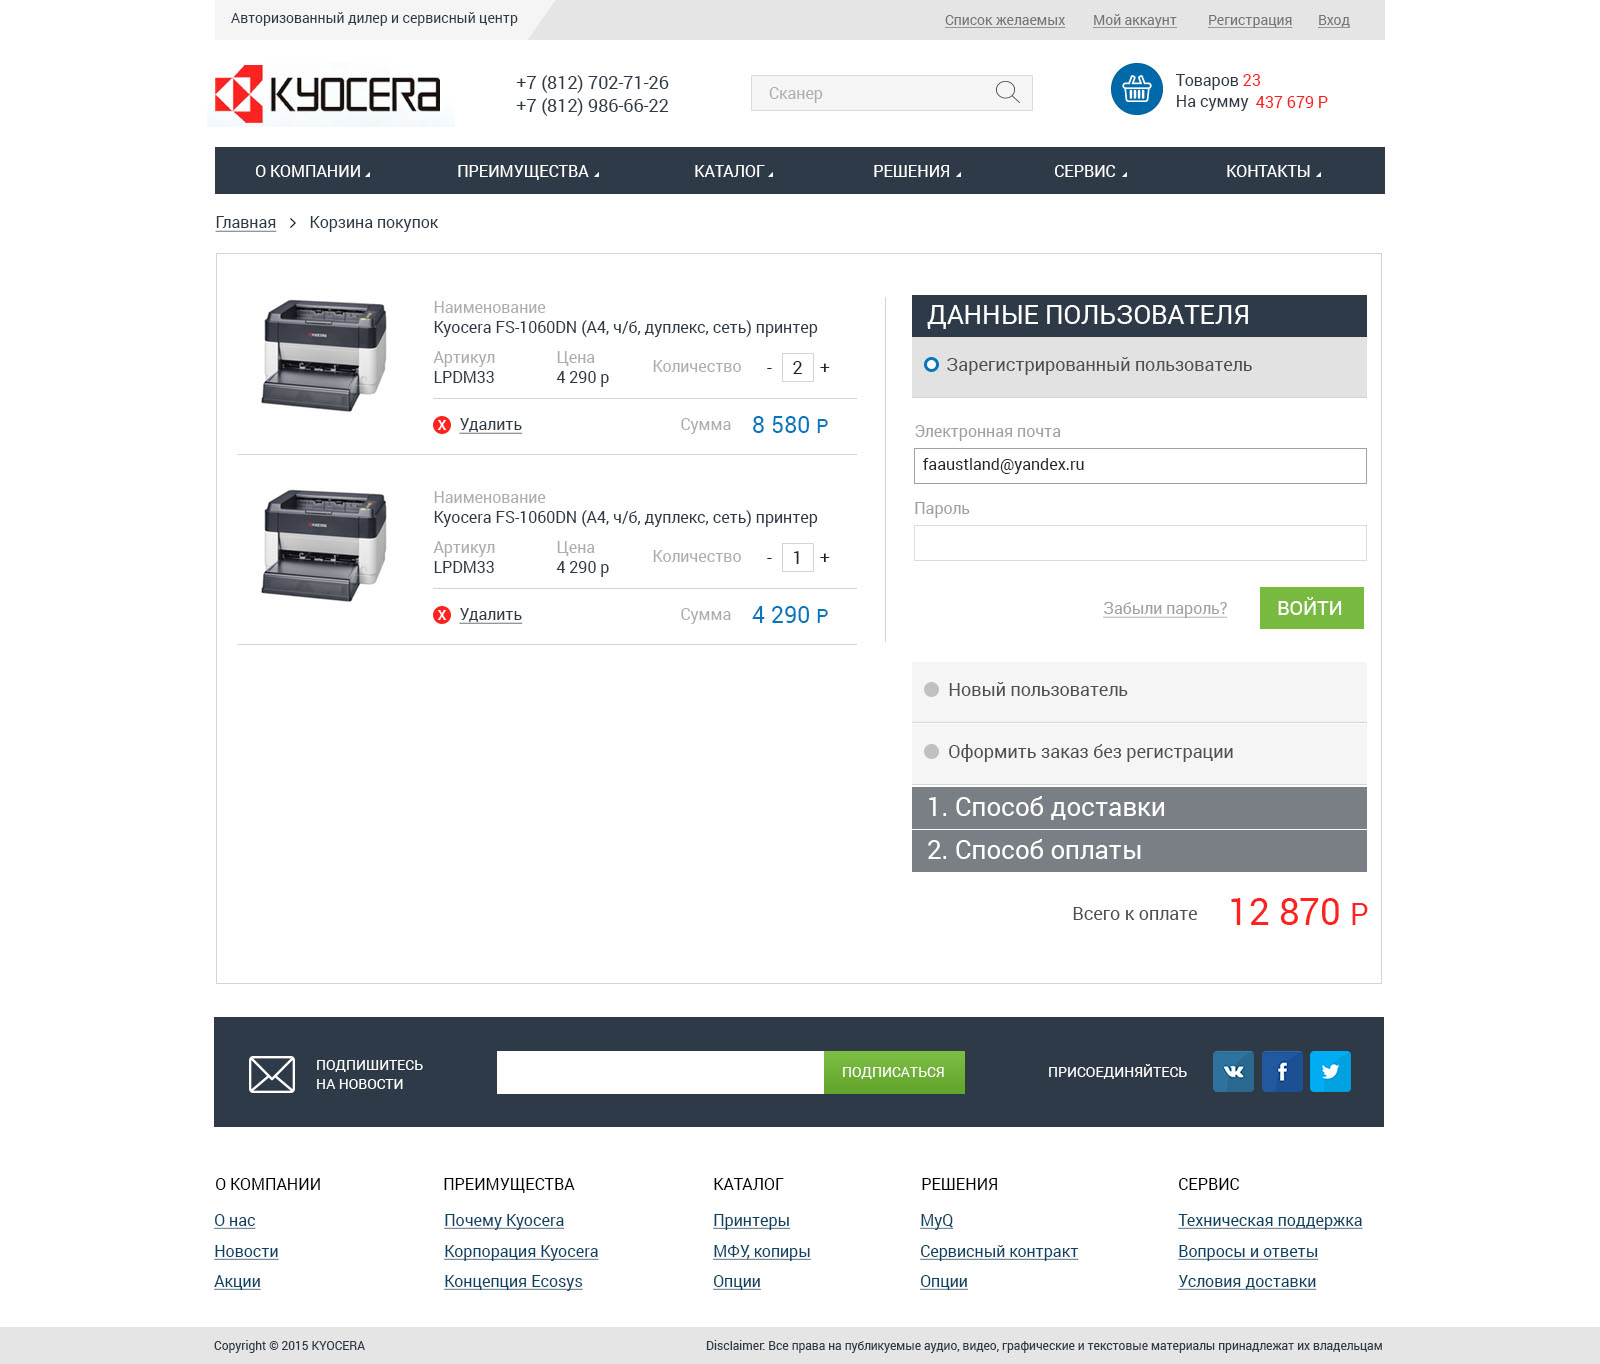 Авторизованный дилер и сервисный центр
Список желаемых Мой аккаунт Регистрация Вход
KYOCERA
+7 (812) 702-71-26
+7 (812) 986-66-22
Сканер
Товаров 23
На сумму 437 679 Р
О КОМПАНИИ ПРЕИМУЩЕСТВА КАТАЛОГ РЕШЕНИЯ СЕРВИС КОНТАКТЫ
Главная > Корзина покупок
Наименование
Kyocera FS-1060DN (A4, ч/б, дуплекс, сеть) принтер
Артикул Цена Количество - 2 +
LPDM33 4 290 р
X Удалить Сумма 8 580 Р
Наименование
Kyocera FS-1060DN (A4, ч/б, дуплекс, сеть) принтер
Артикул Цена Количество - 1 +
LPDM33 4 290 р
X Удалить Сумма 4 290 Р
ДАННЫЕ ПОЛЬЗОВАТЕЛЯ
Зарегистрированный пользователь
Электронная почта
faaustland@yandex.ru
Пароль
Забыли пароль? ВОЙТИ
Новый пользователь
Оформить заказ без регистрации
1. Способ доставки
2. Способ оплаты
Всего к оплате 12 870 Р
ПОДПИШИТЕСЬ
НА НОВОСТИ
ПОДПИСАТЬСЯ
ПРИСОЕДИНЯЙТЕСЬ
О КОМПАНИИ ПРЕИМУЩЕСТВА КАТАЛОГ РЕШЕНИЯ СЕРВИС
О нас Почему Kyocera Принтеры MyQ Техническая поддержка
Новости Корпорация Kyocera МФУ, копиры Сервисный контракт Вопросы и ответы
Акции Концепция Ecosys Опции Опции Условия доставки
Copyright © 2015 KYOCERA
Disclaimer: Все права на публикуемые аудио, видео, графические и текстовые материалы принадлежат их владельцам